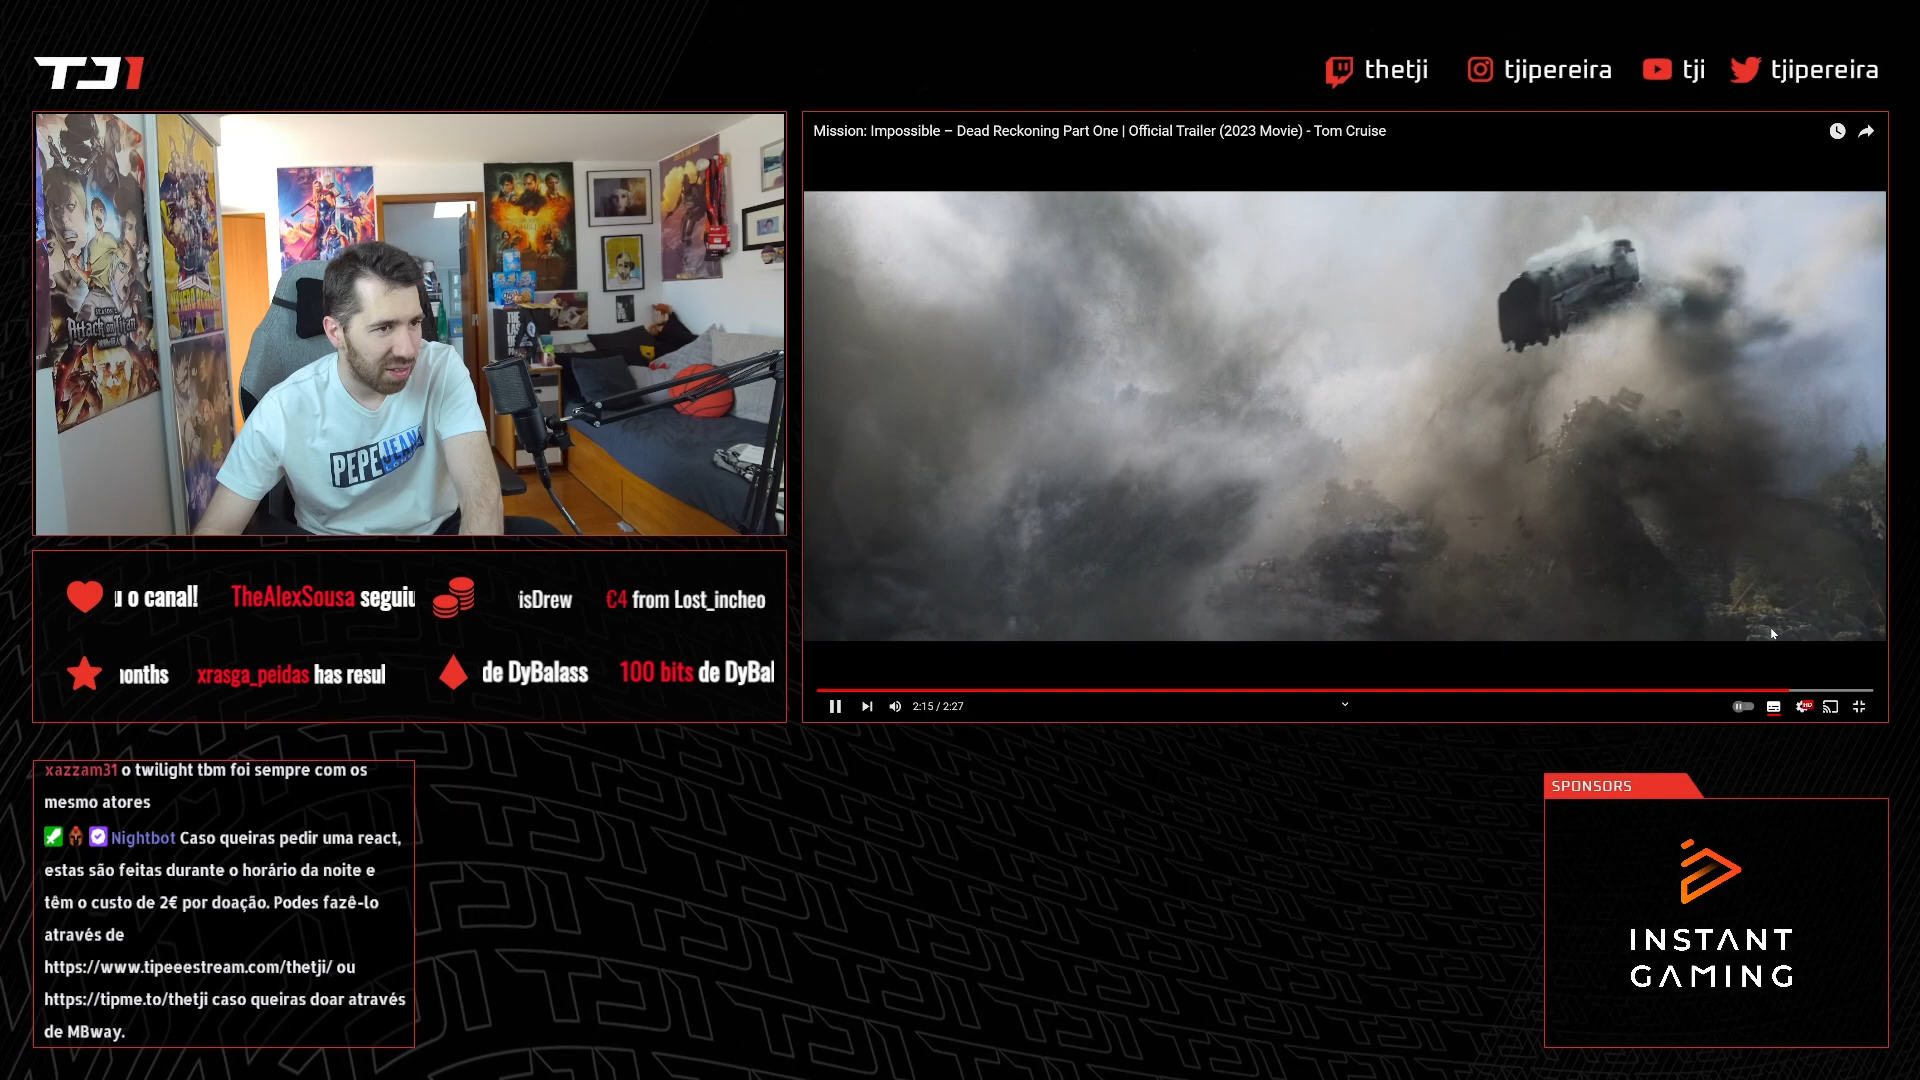 TJ1
thetji
tjipereira
tji
tjipereira
Mission: Impossible – Dead Reckoning Part One | Official Trailer (2023 Movie) - Tom Cruise
Attack on Titan
PEPE JEANS
u o canal! TheAlexSousa seguiu
isDrew €4 from Lost_incheo
onths xrasga_peidas has resul
de DyBalass 100 bits de DyBal
2:15 / 2:27
HD
xazzam31 o twilight tbm foi sempre com os
mesmo atores
Nightbot Caso queiras pedir uma react,
estas são feitas durante o horário da noite e
têm o custo de 2€ por doação. Podes fazê-lo
através de
https://www.tipeeestream.com/thetji/ ou
https://tipme.to/thetji caso queiras doar através
de MBway.
SPONSORS
INSTANT
GAMING